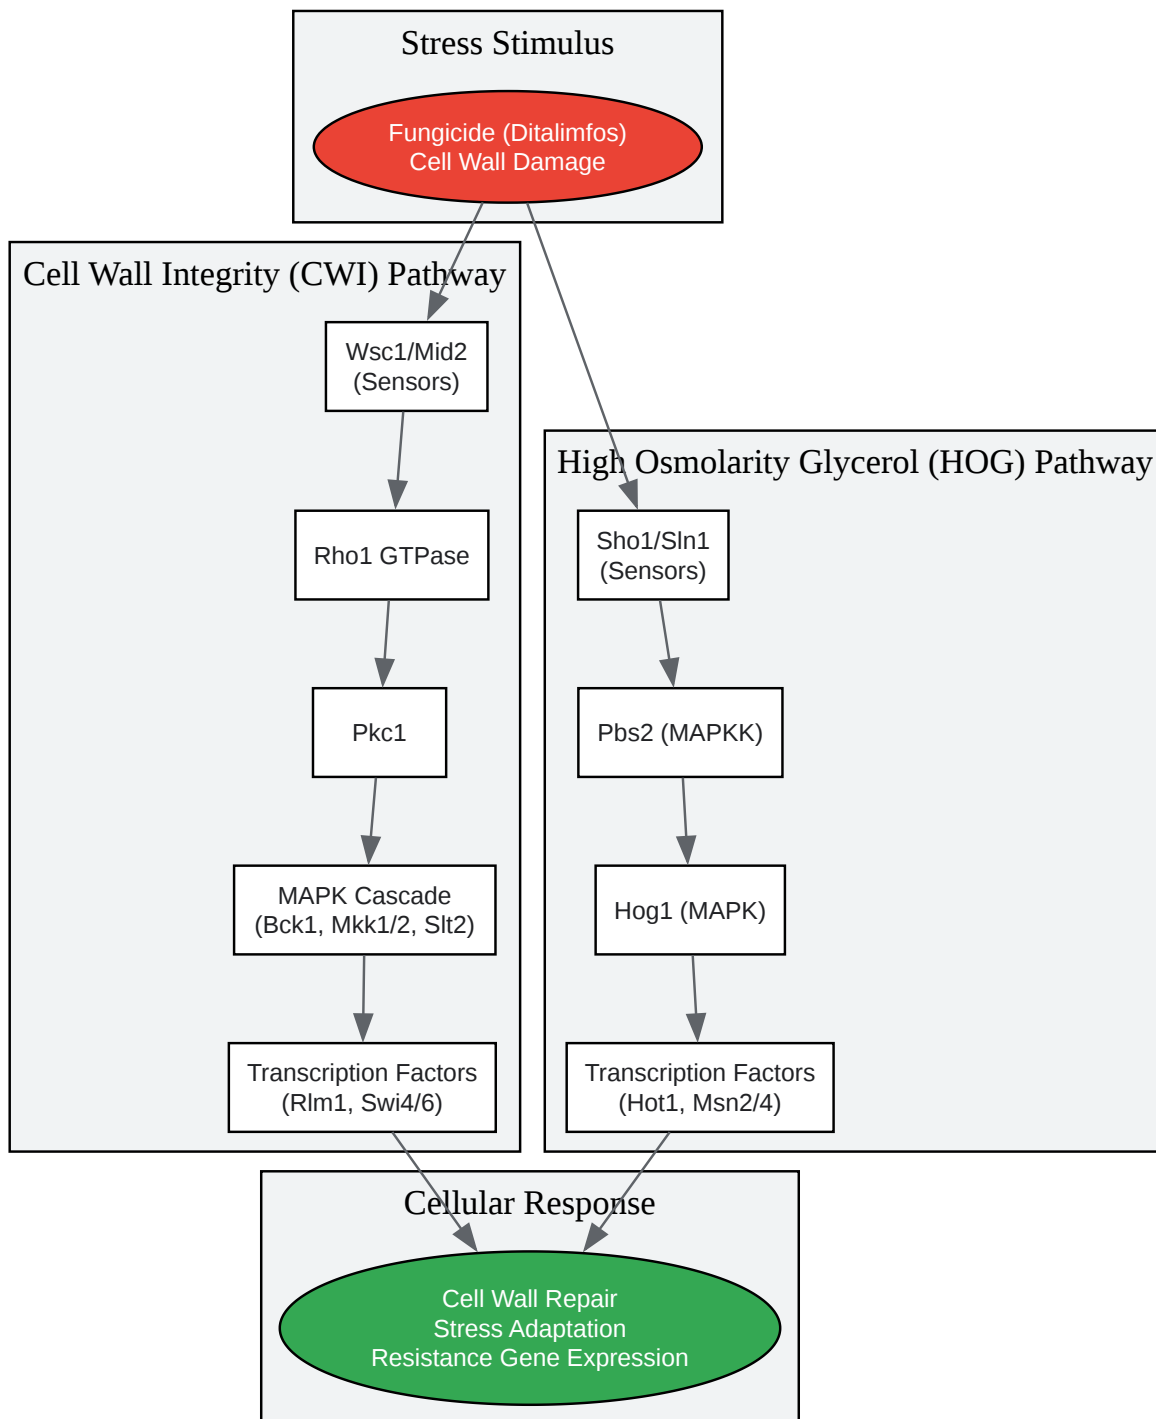 Stress Stimulus
Fungicide (Ditalimfos)
Cell Wall Damage
Cell Wall Integrity (CWI) Pathway
Wsc1/Mid2
(Sensors)
Rho1 GTPase
Pkc1
MAPK Cascade
(Bck1, Mkk1/2, Slt2)
Transcription Factors
(Rlm1, Swi4/6)
High Osmolarity Glycerol (HOG) Pathway
Sho1/Sln1
(Sensors)
Pbs2 (MAPKK)
Hog1 (MAPK)
Transcription Factors
(Hot1, Msn2/4)
Cellular Response
Cell Wall Repair
Stress Adaptation
Resistance Gene Expression